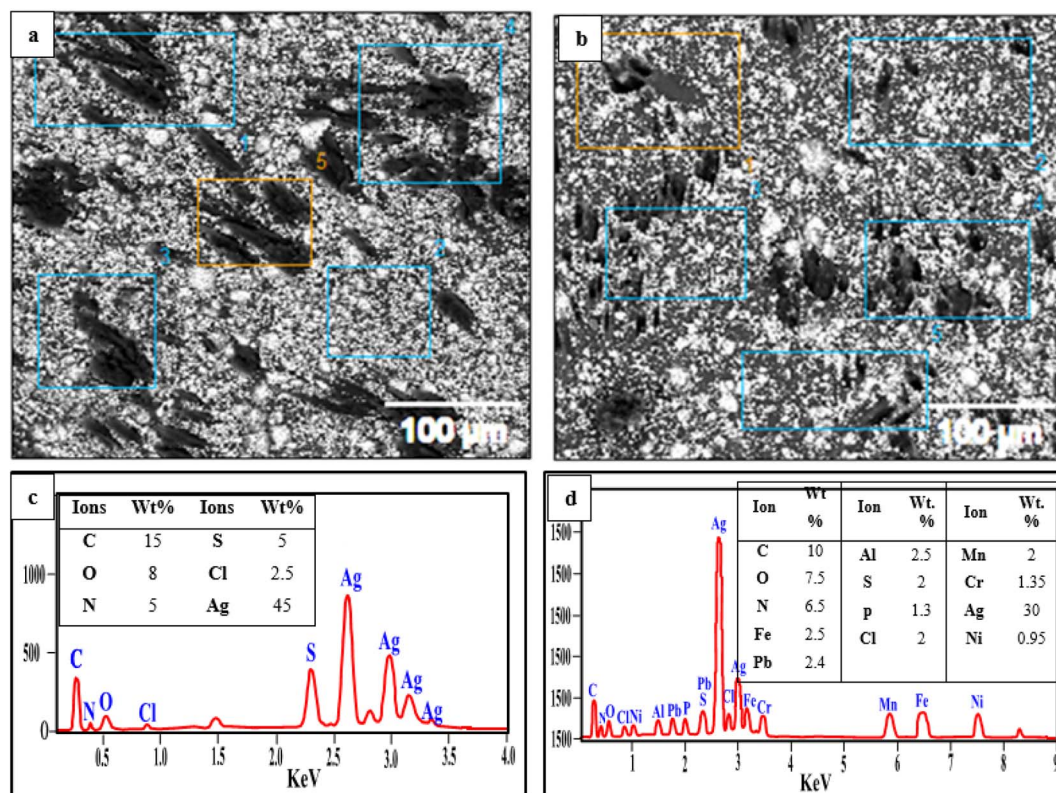 a
4
1
5
3
2
100 µm
b
1
2
3
4
5
100 µm
c
Ions Wt% Ions Wt%
C 15 S 5
O 8 Cl 2.5
N 5 Ag 45
1000
500
0
C
N
O
Cl
S
Ag
Ag
Ag
Ag
0.5 1.0 1.5 2.0 2.5 3.0 3.5 4.0
KeV
d
Ion Wt % Ion Wt. % Ion Wt. %
C 10 Al 2.5 Mn 2
O 7.5 S 2 Cr 1.35
N 6.5 p 1.3 Ag 30
Fe 2.5 Cl 2 Ni 0.95
Pb 2.4
1500
1500
1500
1500
1500
1500
C
N
O
Cl
Ni
Al
Pb
P
Pb
S
Ag
Cl
Ag
Fe
Cr
Mn
Fe
Ni
1 2 3 4 5 6 7 8 9
KeV